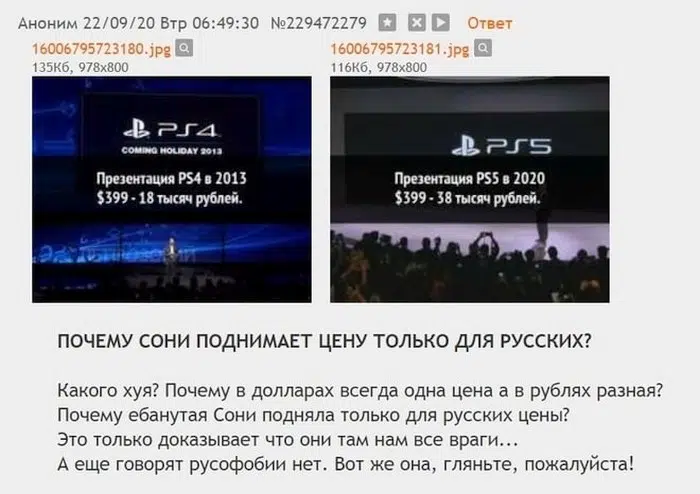 Аноним 22/09/20 Втр 06:49:30 №229472279 Ответ
16006795723180.jpg
135Кб, 978x800
16006795723181.jpg
116Кб, 978x800
PS4
COMING HOLIDAY 2013
Презентация PS4 в 2013
$399 - 18 тысяч рублей.
PS5
Презентация PS5 в 2020
$399 - 38 тысяч рублей.
ПОЧЕМУ СОНИ ПОДНИМАЕТ ЦЕНУ ТОЛЬКО ДЛЯ РУССКИХ?
Какого хуя? Почему в долларах всегда одна цена а в рублях разная?
Почему ебанутая Сони подняла только для русских цены?
Это только доказывает что они там нам все враги...
А еще говорят русофобии нет. Вот же она, гляньте, пожалуйста!